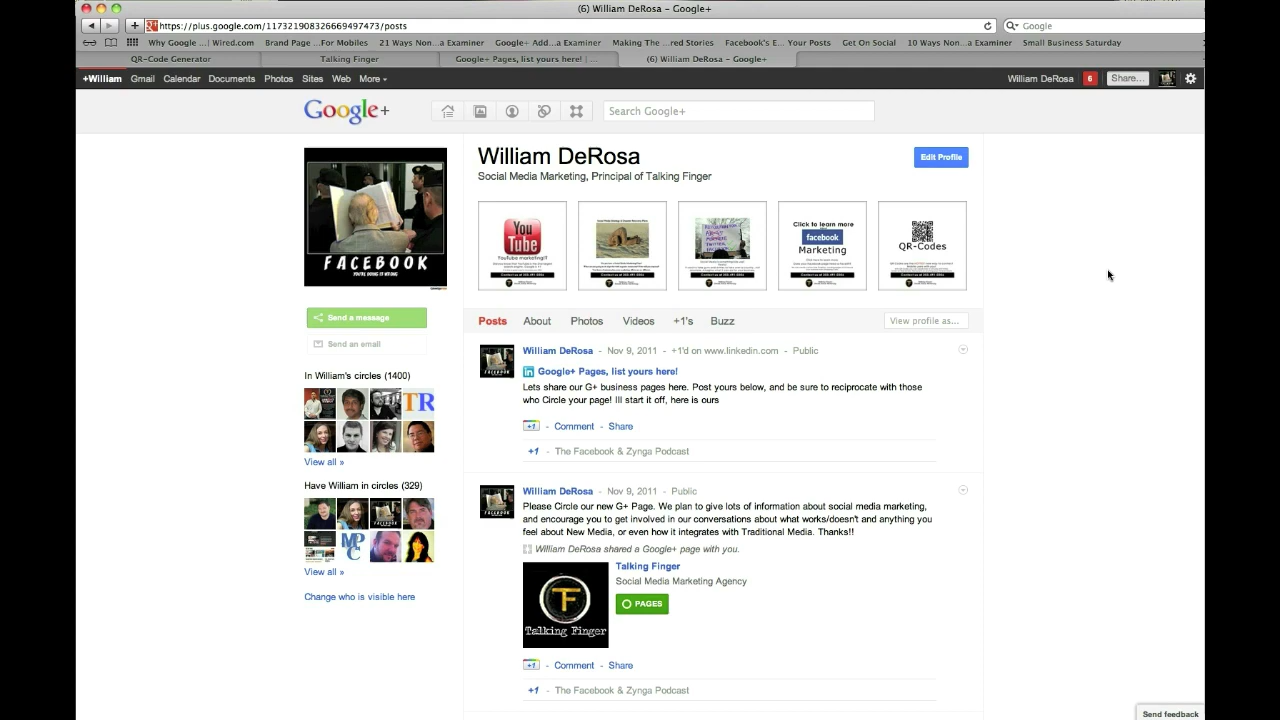 (6) William DeRosa – Google+
https://plus.google.com/117321908326669497473/posts
Google
Why Google ...| Wired.com Brand Page ...For Mobiles 21 Ways Non...a Examiner Google+ Add...a Examiner Making The ...red Stories Facebook's E... Your Posts Get On Social 10 Ways Non...a Examiner Small Business Saturday
QR-Code Generator Talking Finger Google+ Pages, list yours here! | ... (6) William DeRosa – Google+
+William Gmail Calendar Documents Photos Sites Web More William DeRosa 6 Share...
Google+ Search Google+
FACEBOOK
William DeRosa
Edit Profile
Social Media Marketing, Principal of Talking Finger
You Tube
Click to learn more
facebook
Marketing
QR-Codes
Send a message
Send an email
In William's circles (1400)
TR
View all »
Have William in circles (329)
MPC
View all »
Change who is visible here
Posts About Photos Videos +1's Buzz View profile as...
William DeRosa - Nov 9, 2011 - +1'd on www.linkedin.com - Public
in Google+ Pages, list yours here!
Lets share our G+ business pages here. Post yours below, and be sure to reciprocate with those
who Circle your page! Ill start it off, here is ours
+1 - Comment - Share
+1 - The Facebook & Zynga Podcast
William DeRosa - Nov 9, 2011 - Public
Please Circle our new G+ Page. We plan to give lots of information about social media marketing,
and encourage you to get involved in our conversations about what works/doesn't and anything you
feel about New Media, or even how it integrates with Traditional Media. Thanks!!
William DeRosa shared a Google+ page with you.
Talking Finger
Social Media Marketing Agency
PAGES
Talking Finger
+1 - Comment - Share
+1 - The Facebook & Zynga Podcast
Send feedback